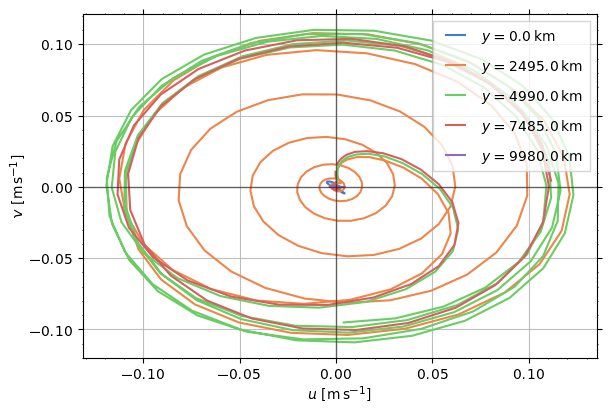 0.10
0.05
0.00
−0.05
−0.10
v [m s⁻¹]
−0.10 −0.05 0.00 0.05 0.10
u [m s⁻¹]
y = 0.0 km
y = 2495.0 km
y = 4990.0 km
y = 7485.0 km
y = 9980.0 km